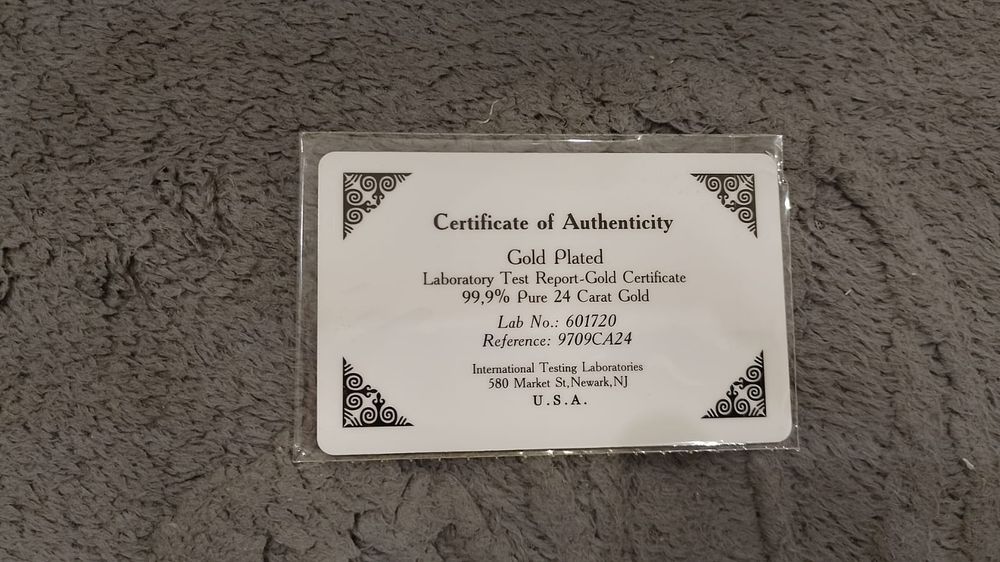 Certificate of Authenticity
Gold Plated
Laboratory Test Report-Gold Certificate
99,9% Pure 24 Carat Gold
Lab No.: 601720
Reference: 9709CA24
International Testing Laboratories
580 Market St,Newark,NJ
U.S.A.